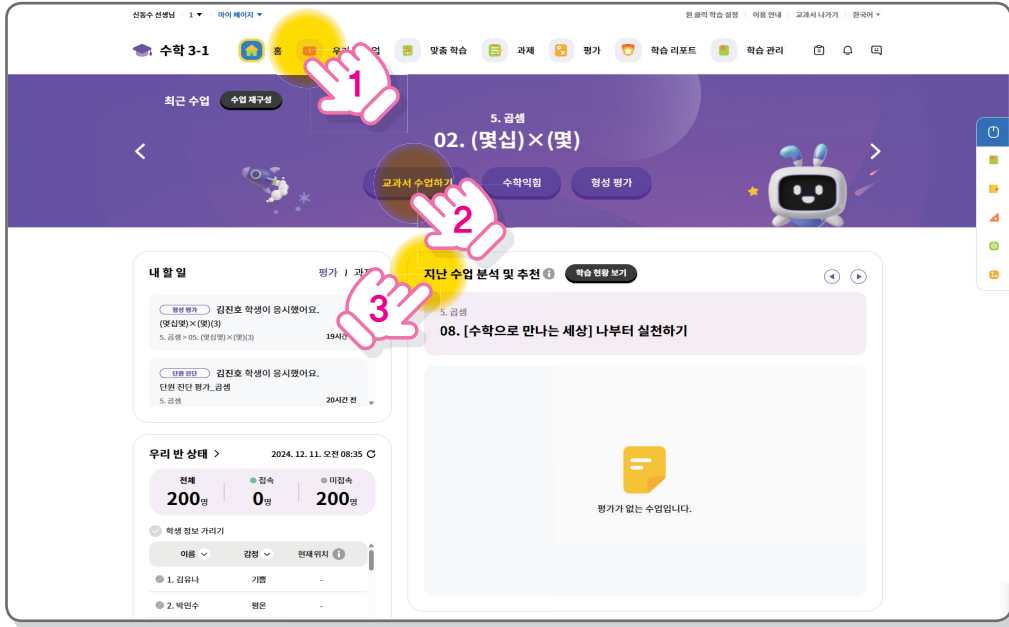 신동수 선생님 1 ▼ 마이 페이지 ▼ 원 클릭 학습 설정 이용 안내 교과서 나가기 한국어
수학 3-1 홈 맞춤 학습 과제 평가 학습 리포트 학습 관리
1
최근 수업 수업 재구성
5. 곱셈
02. (몇십)×(몇)
교과서 수업하기 수학익힘 형성 평가
2
내 할 일 평가 / 과제
형성 평가 김진호 학생이 응시했어요.
(몇십몇)×(몇)(3)
5. 곱셈 > 05. (몇십몇)×(몇)(3) 19시간
단원 진단 김진호 학생이 응시했어요.
단원 진단 평가_곱셈
5. 곱셈 20시간 전
3
지난 수업 분석 및 추천 학습 현황 보기
5. 곱셈
08. [수학으로 만나는 세상] 나부터 실천하기
평가가 없는 수업입니다.
우리 반 상태 > 2024. 12. 11. 오전 08:35
전체 접속 미접속
200명 0명 200명
학생 정보 가리기
이름 감정 현재위치
1. 김유나 기쁨 -
2. 박민수 평온 -